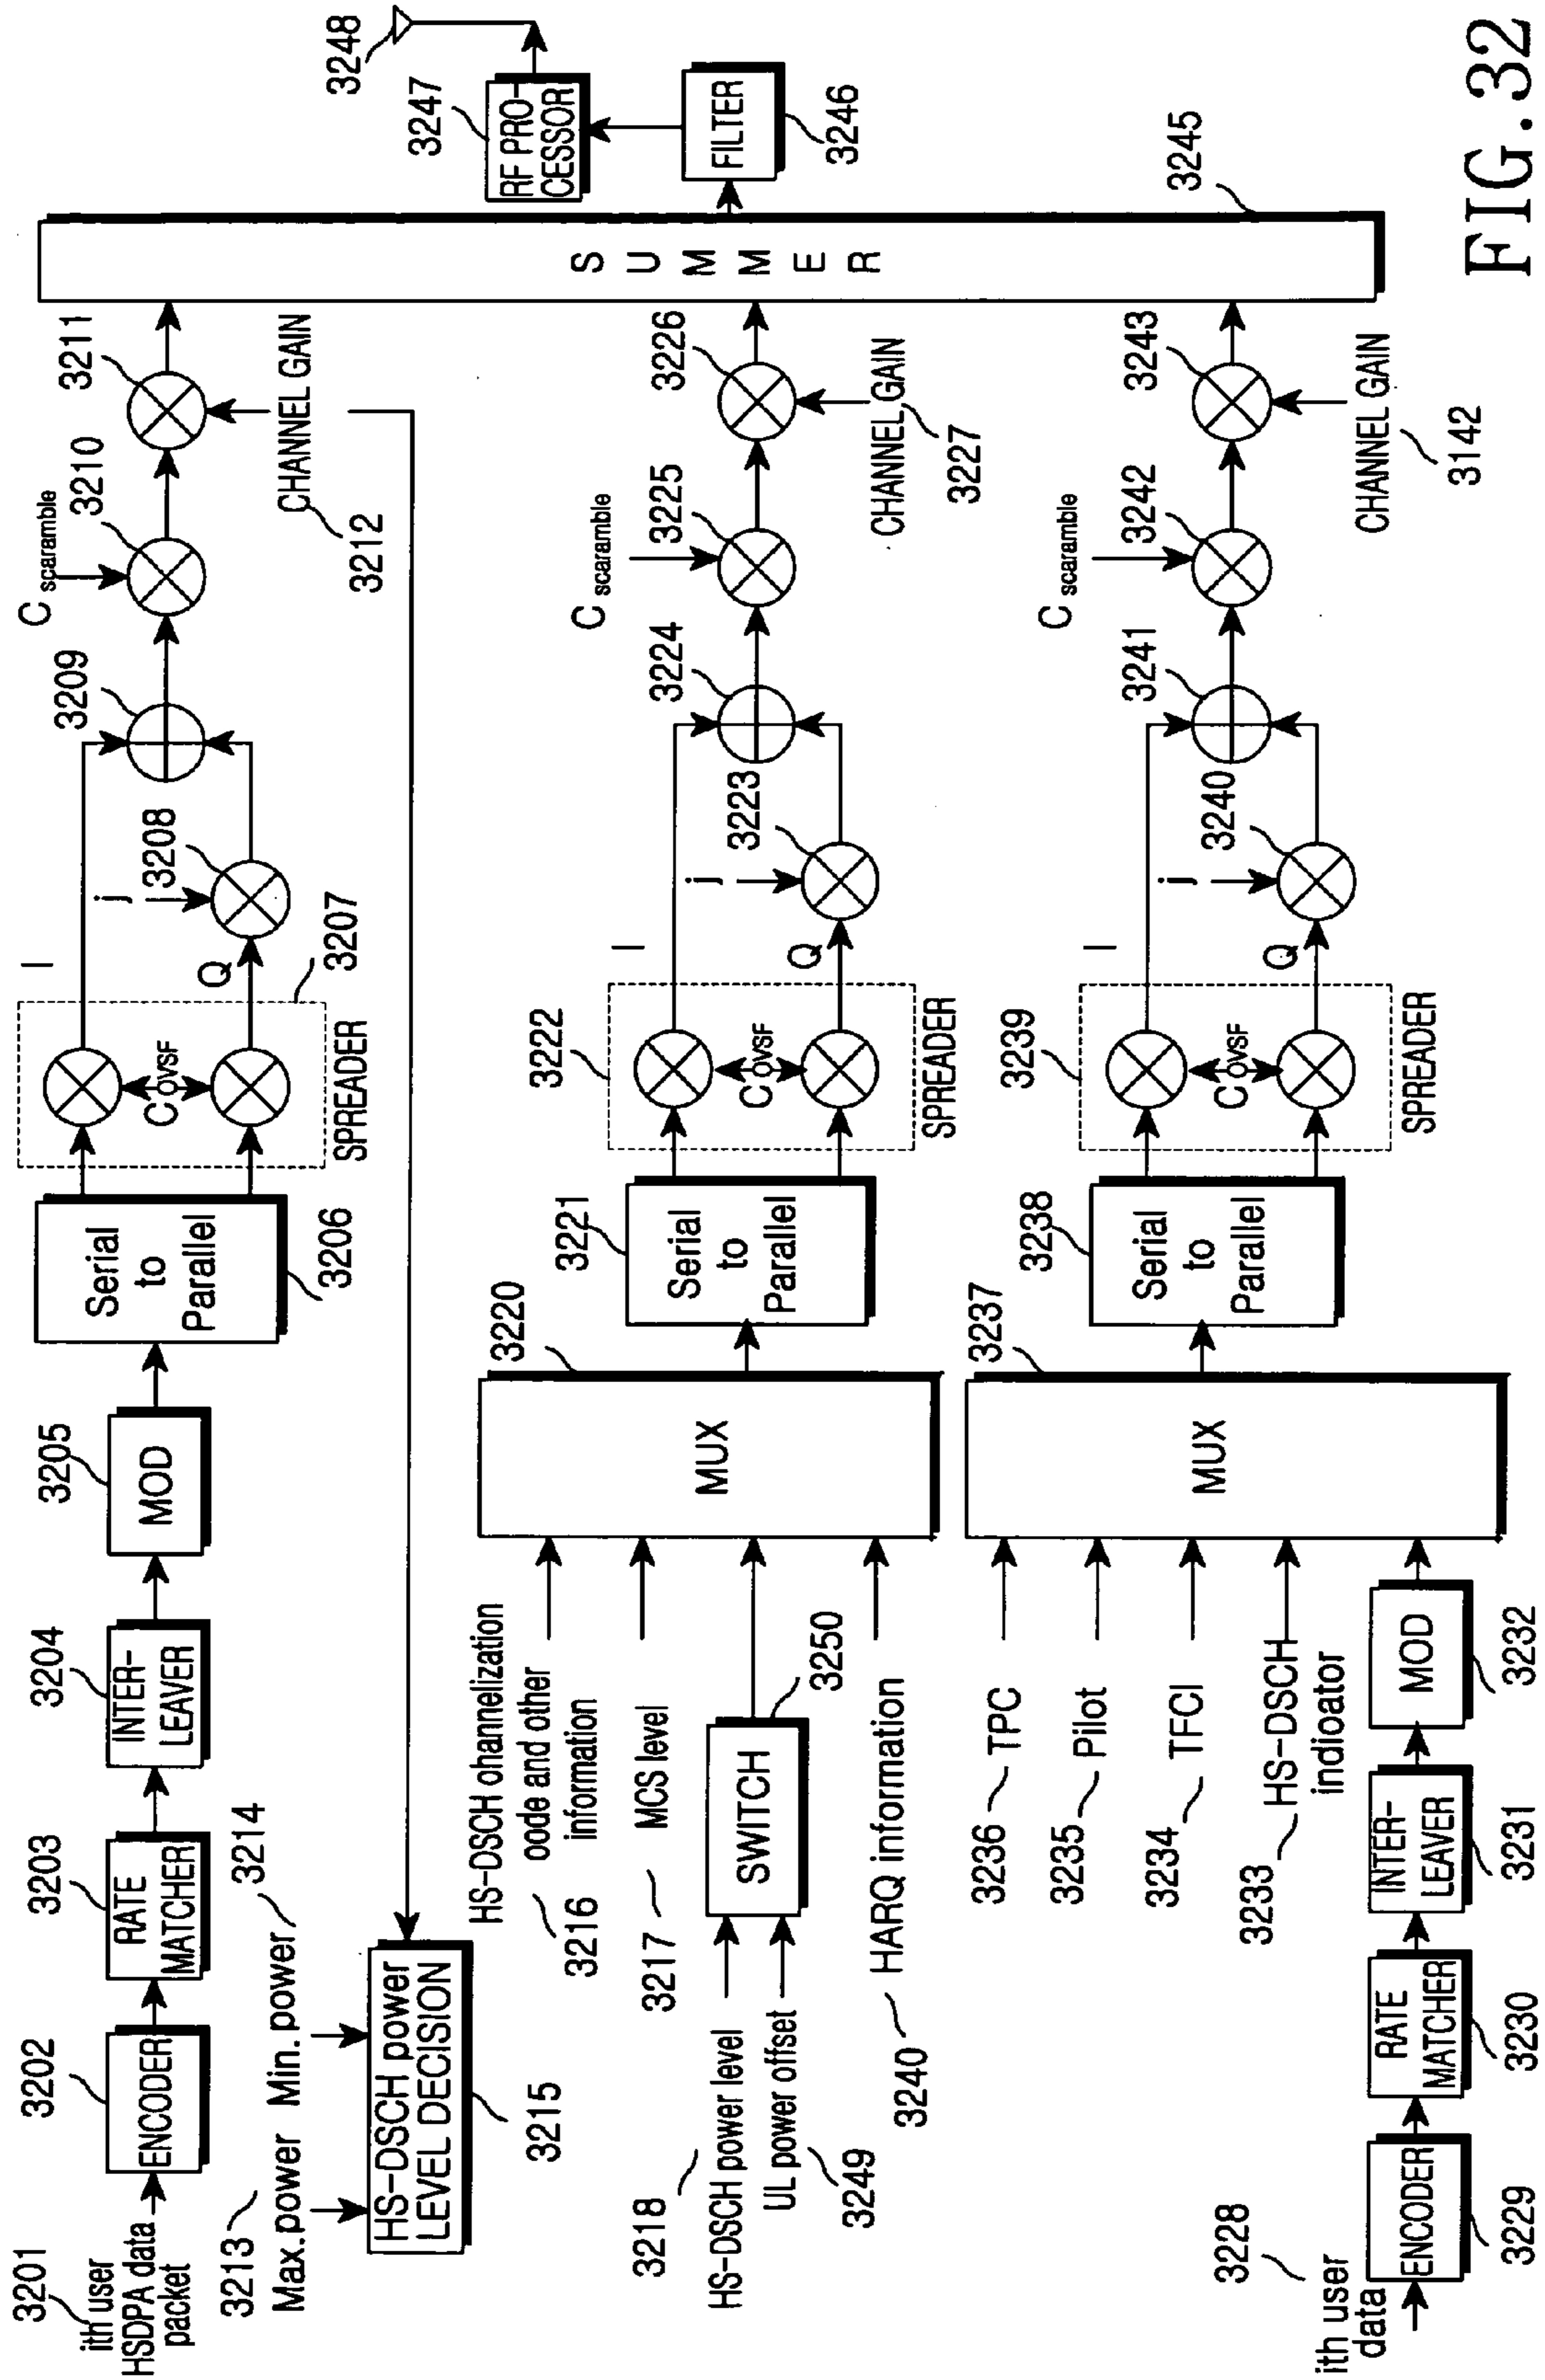 3201
ith user
HSDPA data
packet
3202
ENCODER
3203
RATE
MATCHER
3204
INTER-
LEAVER
3205
MOD
Serial
to
Parallel
3206
C OVSF
SPREADER
3207
I
Q
j
3208
3209
C scaramble
3210
3211
CHANNEL GAIN
3212
3213
Max.power
Min.power
3214
HS-DSCH power
LEVEL DECISION
3215
HS-DSCH ohannelization
oode and other
information
3216
3217
MCS level
3218
HS-DSCH power level
UL power offset
3249
SWITCH
3250
3240
HARQ information
MUX
3220
3221
Serial
to
Parallel
3222
C OVSF
SPREADER
I
Q
j
3223
3224
C scaramble
3225
3226
CHANNEL GAIN
3227
3236
TPC
3235
Pilot
3234
TFCI
3233
HS-DSCH
indioator
3228
ith user
data
ENCODER
3229
RATE
MATCHER
3230
INTER-
LEAVER
3231
MOD
3232
MUX
3237
3238
Serial
to
Parallel
3239
C OVSF
SPREADER
I
Q
j
3240
3241
C scaramble
3242
3243
CHANNEL GAIN
3142
SUMMER
3245
FILTER
3246
RF PRO-
CESSOR
3247
3248
FIG.32